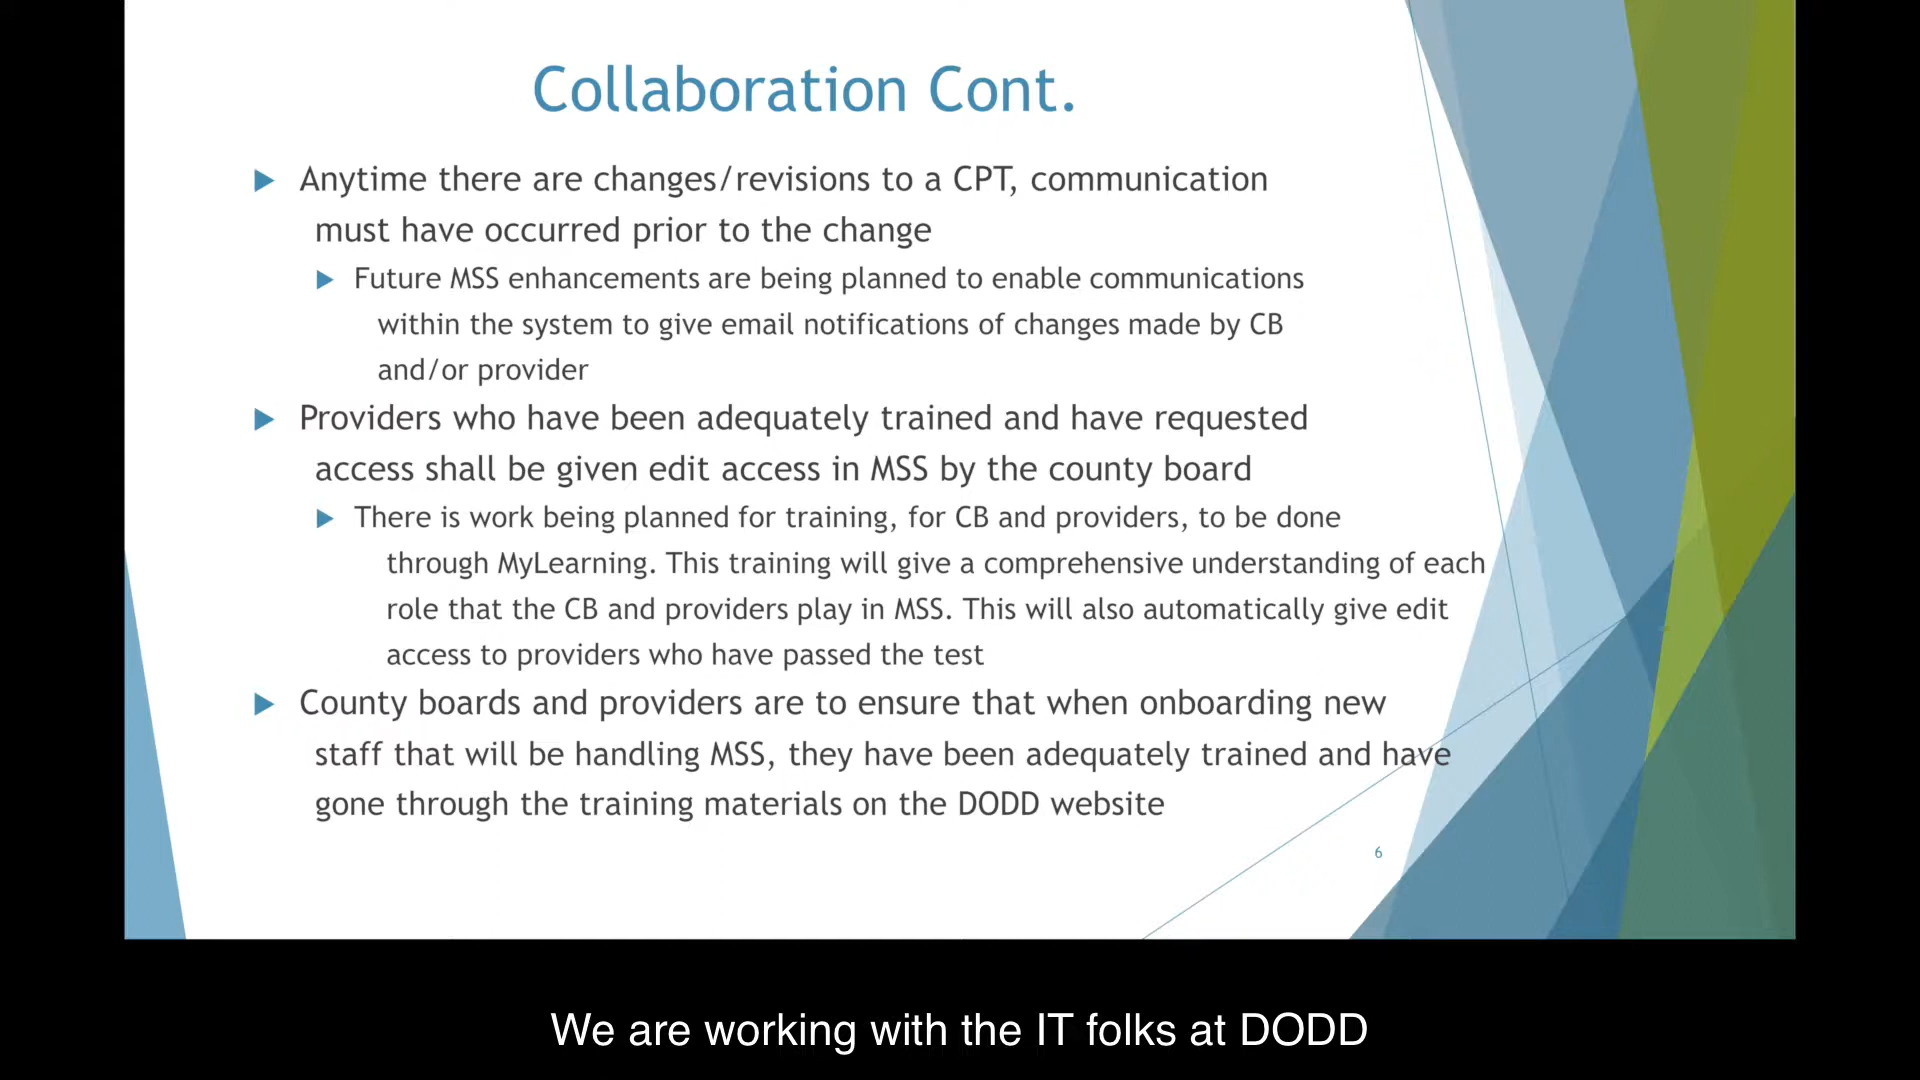 Collaboration Cont.
Anytime there are changes/revisions to a CPT, communication
must have occurred prior to the change
Future MSS enhancements are being planned to enable communications
within the system to give email notifications of changes made by CB
and/or provider
Providers who have been adequately trained and have requested
access shall be given edit access in MSS by the county board
There is work being planned for training, for CB and providers, to be done
through MyLearning. This training will give a comprehensive understanding of each
role that the CB and providers play in MSS. This will also automatically give edit
access to providers who have passed the test
County boards and providers are to ensure that when onboarding new
staff that will be handling MSS, they have been adequately trained and have
gone through the training materials on the DODD website
6
We are working with the IT folks at DODD